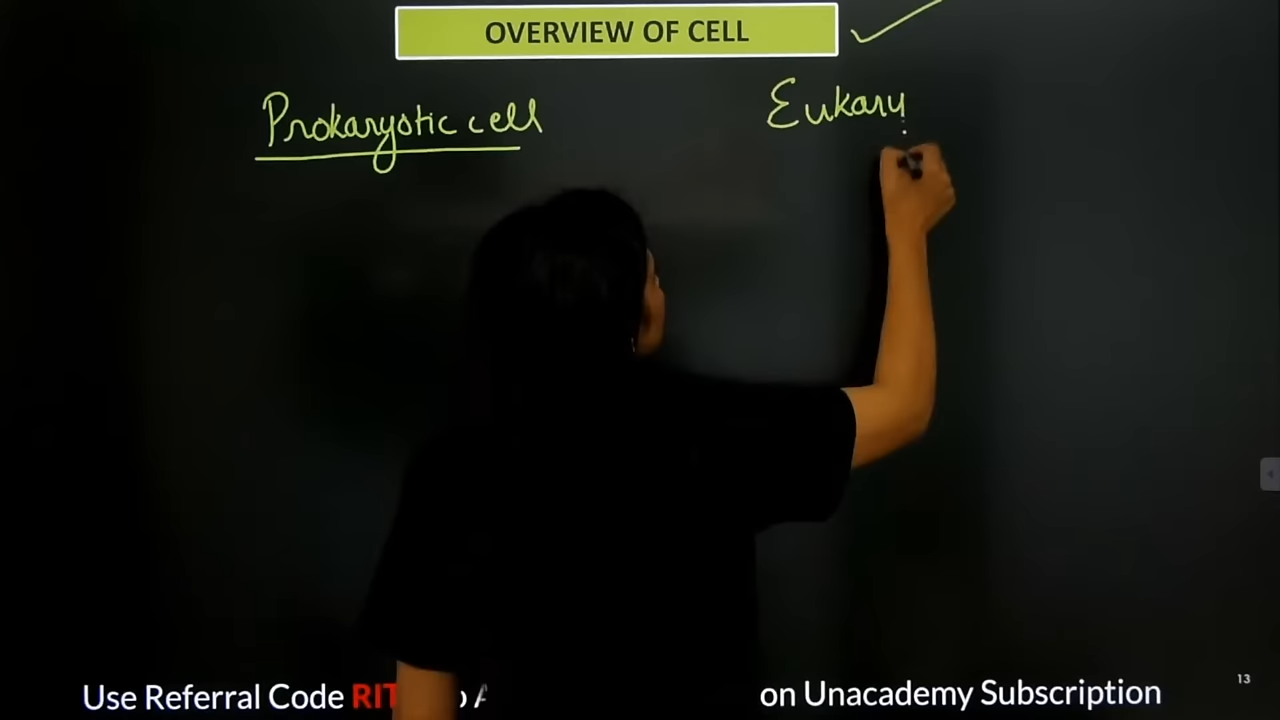 OVERVIEW OF CELL
Prokaryotic cell
Eukary
13
Use Referral Code RIT
on Unacademy Subscription